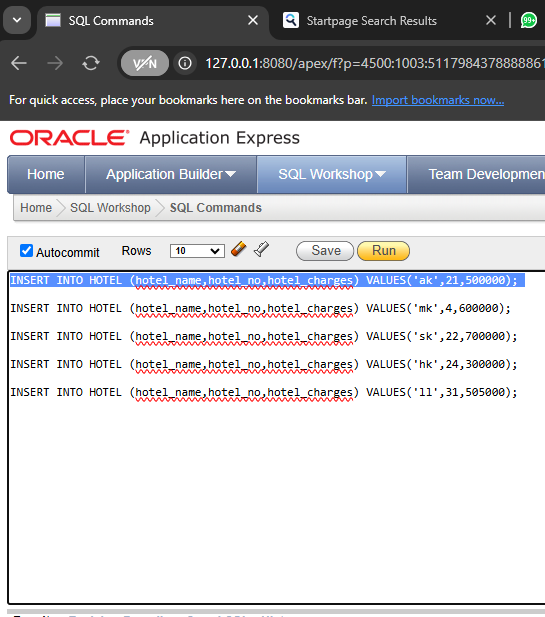 SQL Commands
Startpage Search Results
99+
VPN
127.0.0.1:8080/apex/f?p=4500:1003:5117984378888861
For quick access, place your bookmarks here on the bookmarks bar. Import bookmarks now...
ORACLE® Application Express
Home Application Builder SQL Workshop Team Developmen
Home SQL Workshop SQL Commands
Autocommit Rows 10 Save Run
INSERT INTO HOTEL (hotel_name,hotel_no,hotel_charges) VALUES('ak',21,500000);
INSERT INTO HOTEL (hotel_name,hotel_no,hotel_charges) VALUES('mk',4,600000);
INSERT INTO HOTEL (hotel_name,hotel_no,hotel_charges) VALUES('sk',22,700000);
INSERT INTO HOTEL (hotel_name,hotel_no,hotel_charges) VALUES('hk',24,300000);
INSERT INTO HOTEL (hotel_name,hotel_no,hotel_charges) VALUES('ll',31,505000);